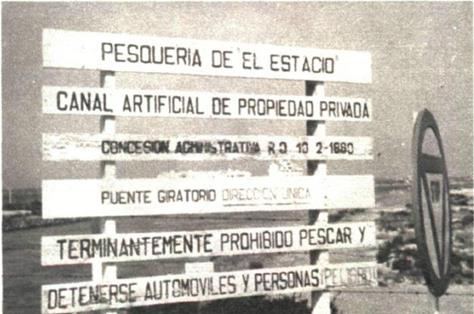 PESQUERIA DE "EL ESTACIO"
CANAL ARTIFICIAL DE PROPIEDAD PRIVADA
CONCESION ADMINISTRATIVA R.O. 10-2-1880
PUENTE GIRATORIO DIRECCION UNICA
TERMINANTEMENTE PROHIBIDO PESCAR Y
DETENERSE AUTOMOVILES Y PERSONAS (PELIGRO)